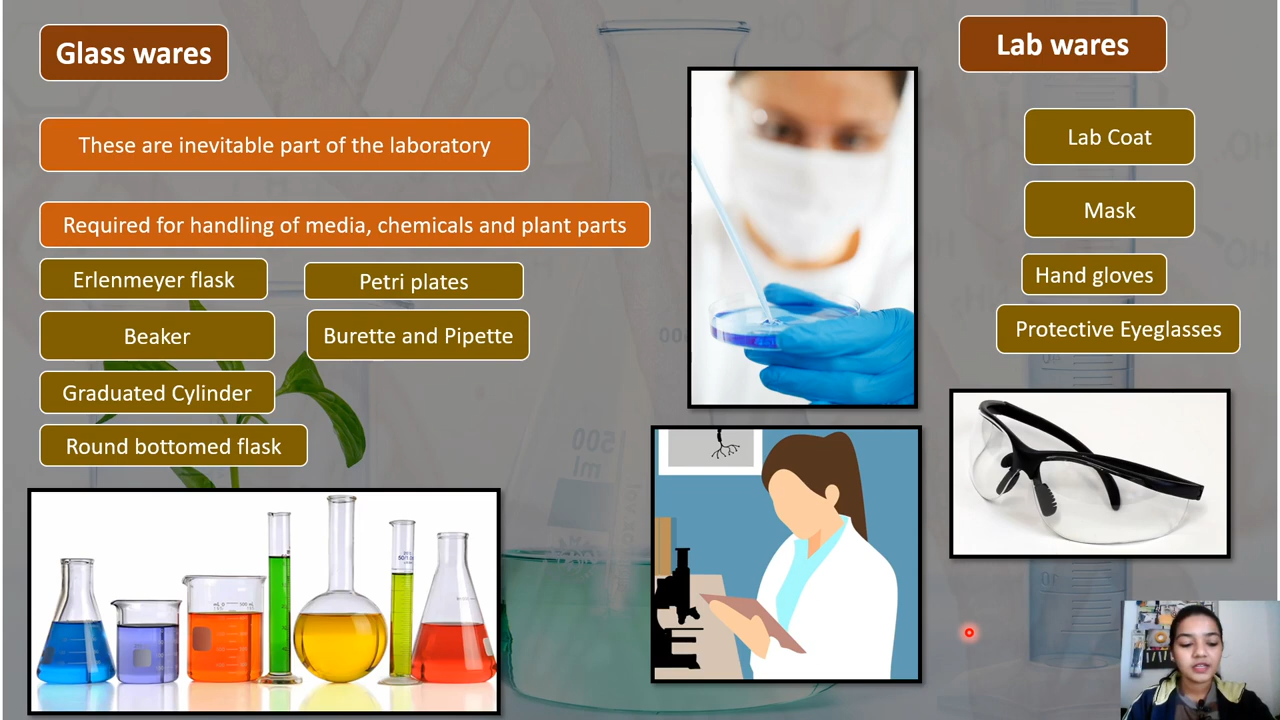 Glass wares
These are inevitable part of the laboratory
Required for handling of media, chemicals and plant parts
Erlenmeyer flask
Petri plates
Beaker
Burette and Pipette
Graduated Cylinder
Round bottomed flask
Lab wares
Lab Coat
Mask
Hand gloves
Protective Eyeglasses
500
ml